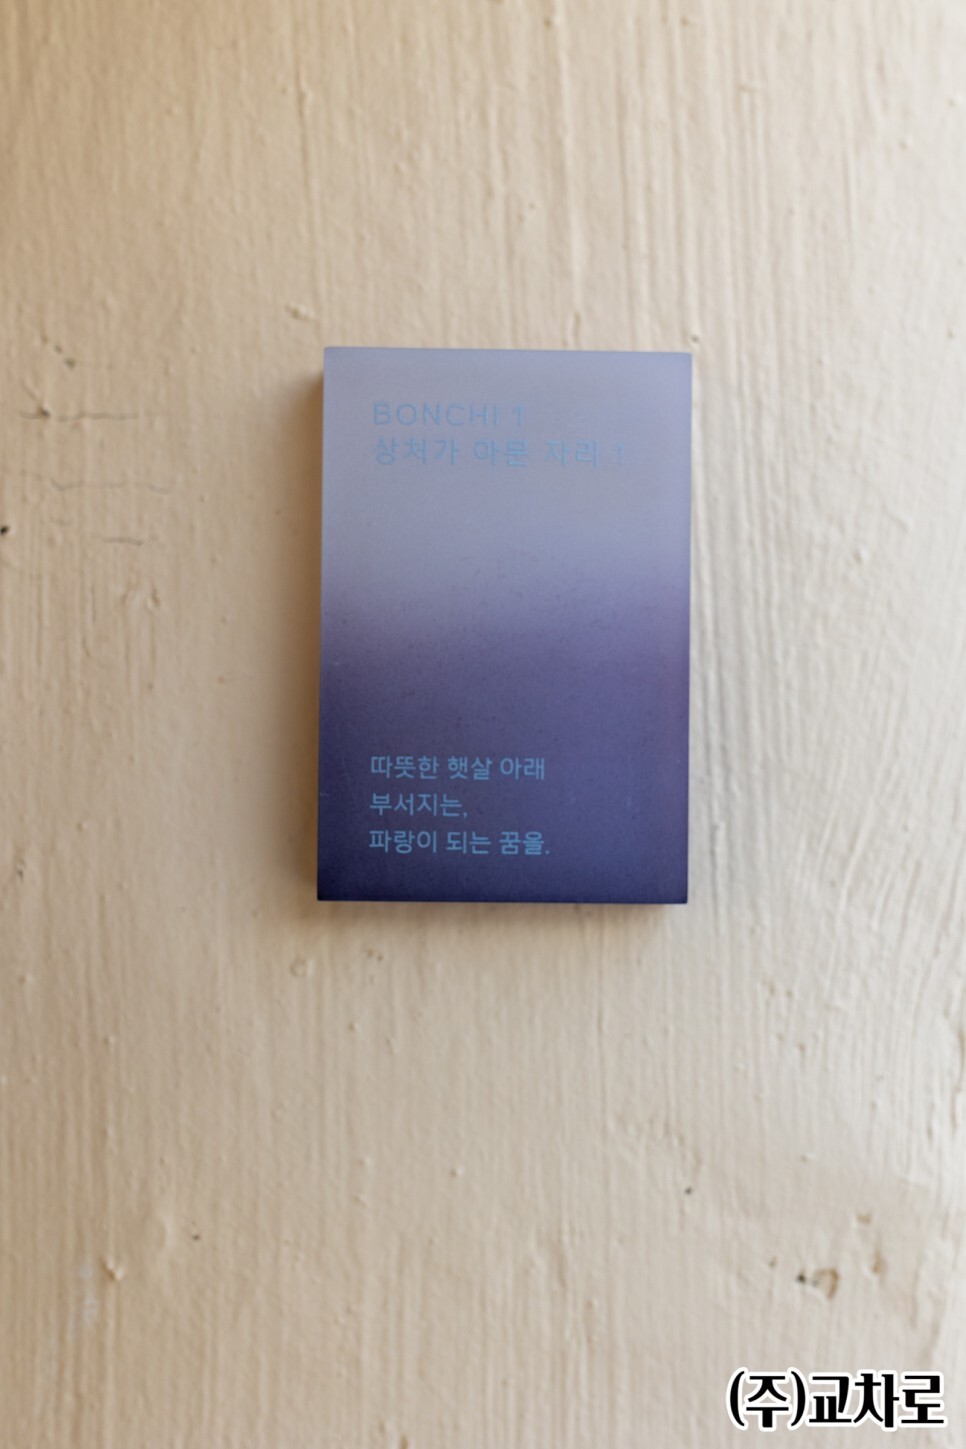 BONCHI 1
상처가 아문 자리 1
따뜻한 햇살 아래
부서지는,
파랑이 되는 꿈을.
(주)교차로